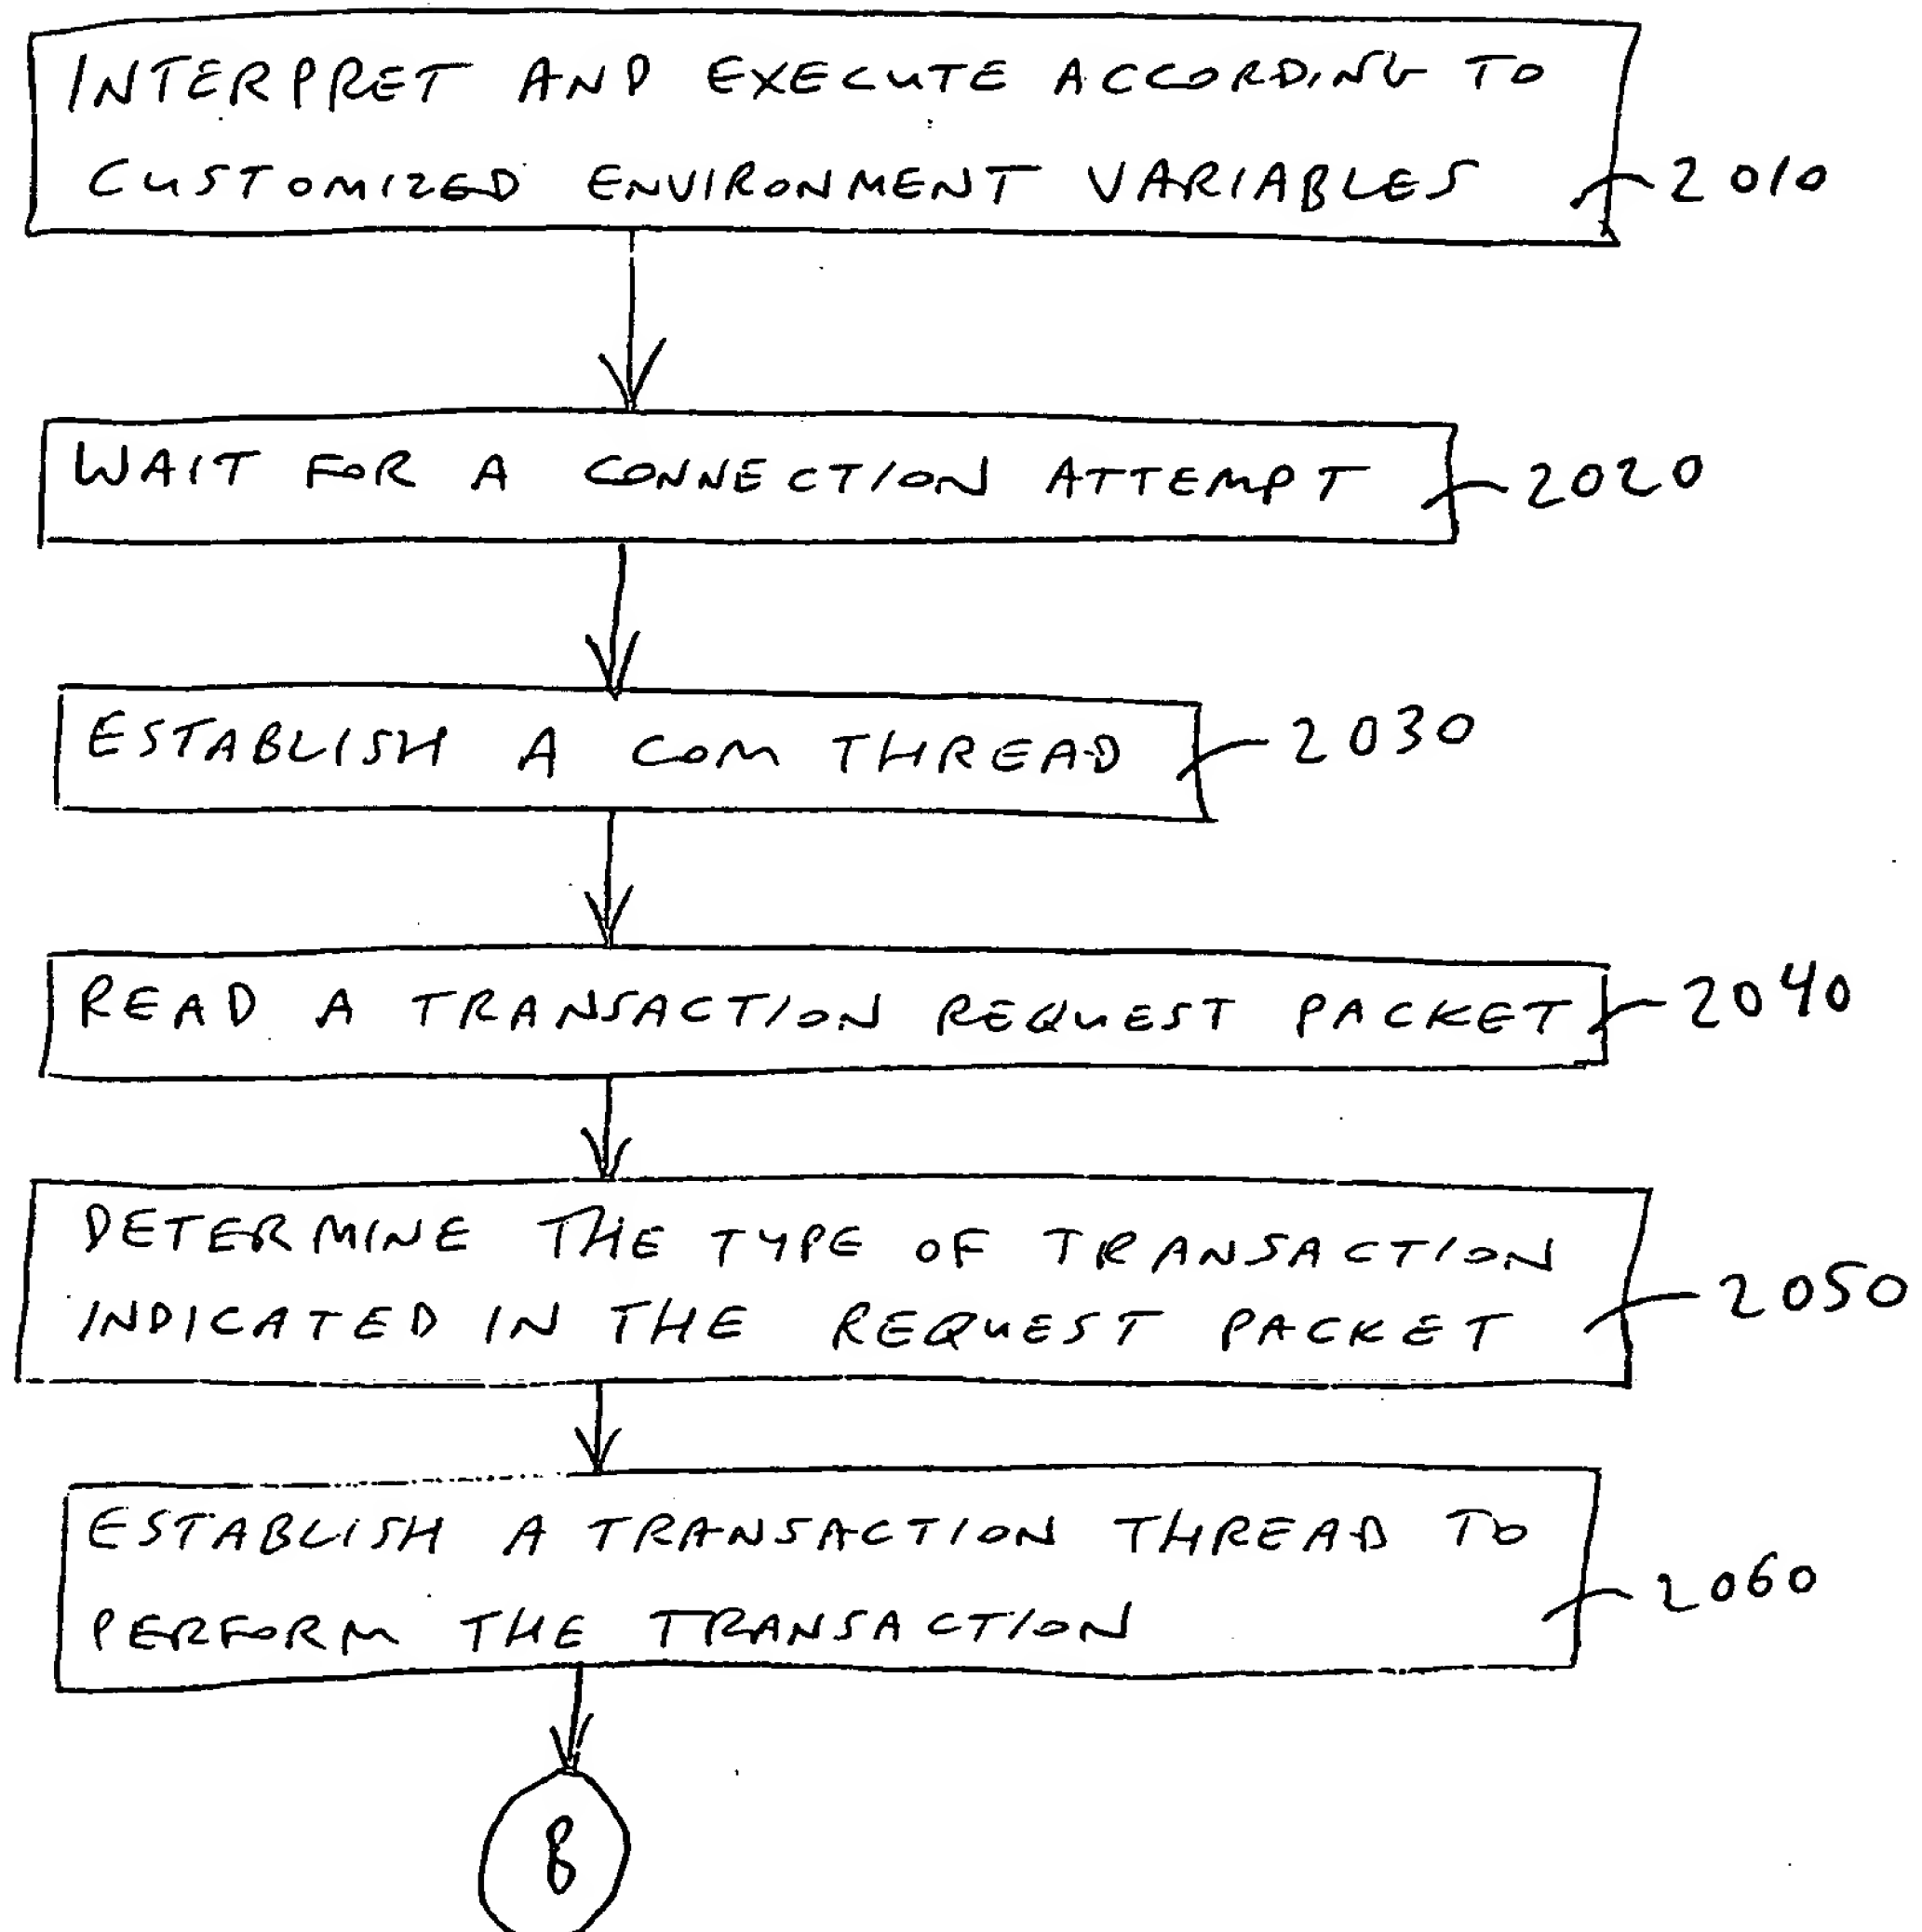 INTERPRET AND EXECUTE ACCORDING TO
CUSTOMIZED ENVIRONMENT VARIABLES
2010
WAIT FOR A CONNECTION ATTEMPT
2020
ESTABLISH A COM THREAD
2030
READ A TRANSACTION REQUEST PACKET
2040
DETERMINE THE TYPE OF TRANSACTION
INDICATED IN THE REQUEST PACKET
2050
ESTABLISH A TRANSACTION THREAD TO
PERFORM THE TRANSACTION
2060
B